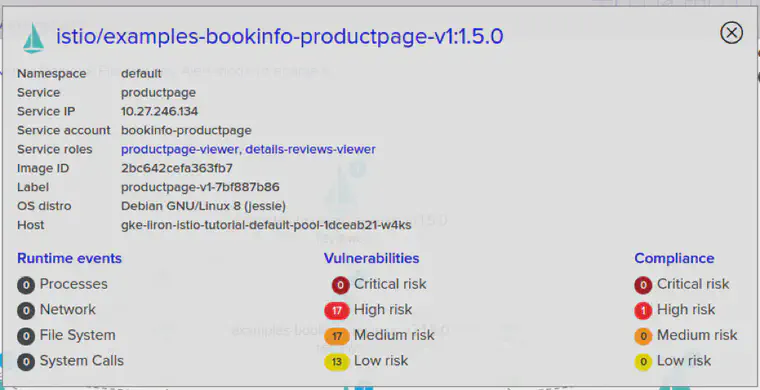 istio/examples-bookinfo-productpage-v1:1.5.0
Namespace default
Service productpage
Service IP 10.27.246.134
Service account bookinfo-productpage
Service roles productpage-viewer, details-reviews-viewer
Image ID 2bc642cefa363fb7
Label productpage-v1-7bf887b86
OS distro Debian GNU/Linux 8 (jessie)
Host gke-liron-istio-tutorial-default-pool-1dceab21-w4ks
Runtime events Vulnerabilities Compliance
0 Processes 0 Critical risk 0 Critical risk
0 Network 17 High risk 1 High risk
0 File System 17 Medium risk 0 Medium risk
0 System Calls 13 Low risk 0 Low risk